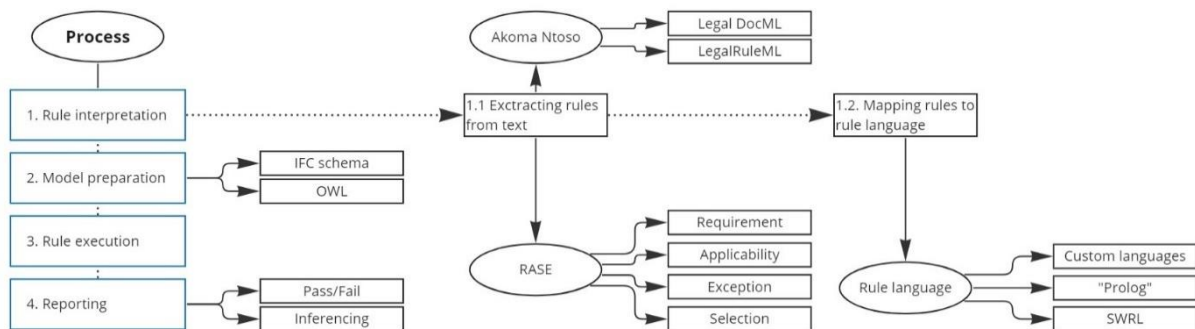 Process
1. Rule interpretation
2. Model preparation
IFC schema
OWL
3. Rule execution
4. Reporting
Pass/Fail
Inferencing
Akoma Ntoso
Legal DocML
LegalRuleML
1.1 Exctracting rules
from text
RASE
Requirement
Applicability
Exception
Selection
1.2. Mapping rules to
rule language
Rule language
Custom languages
"Prolog"
SWRL